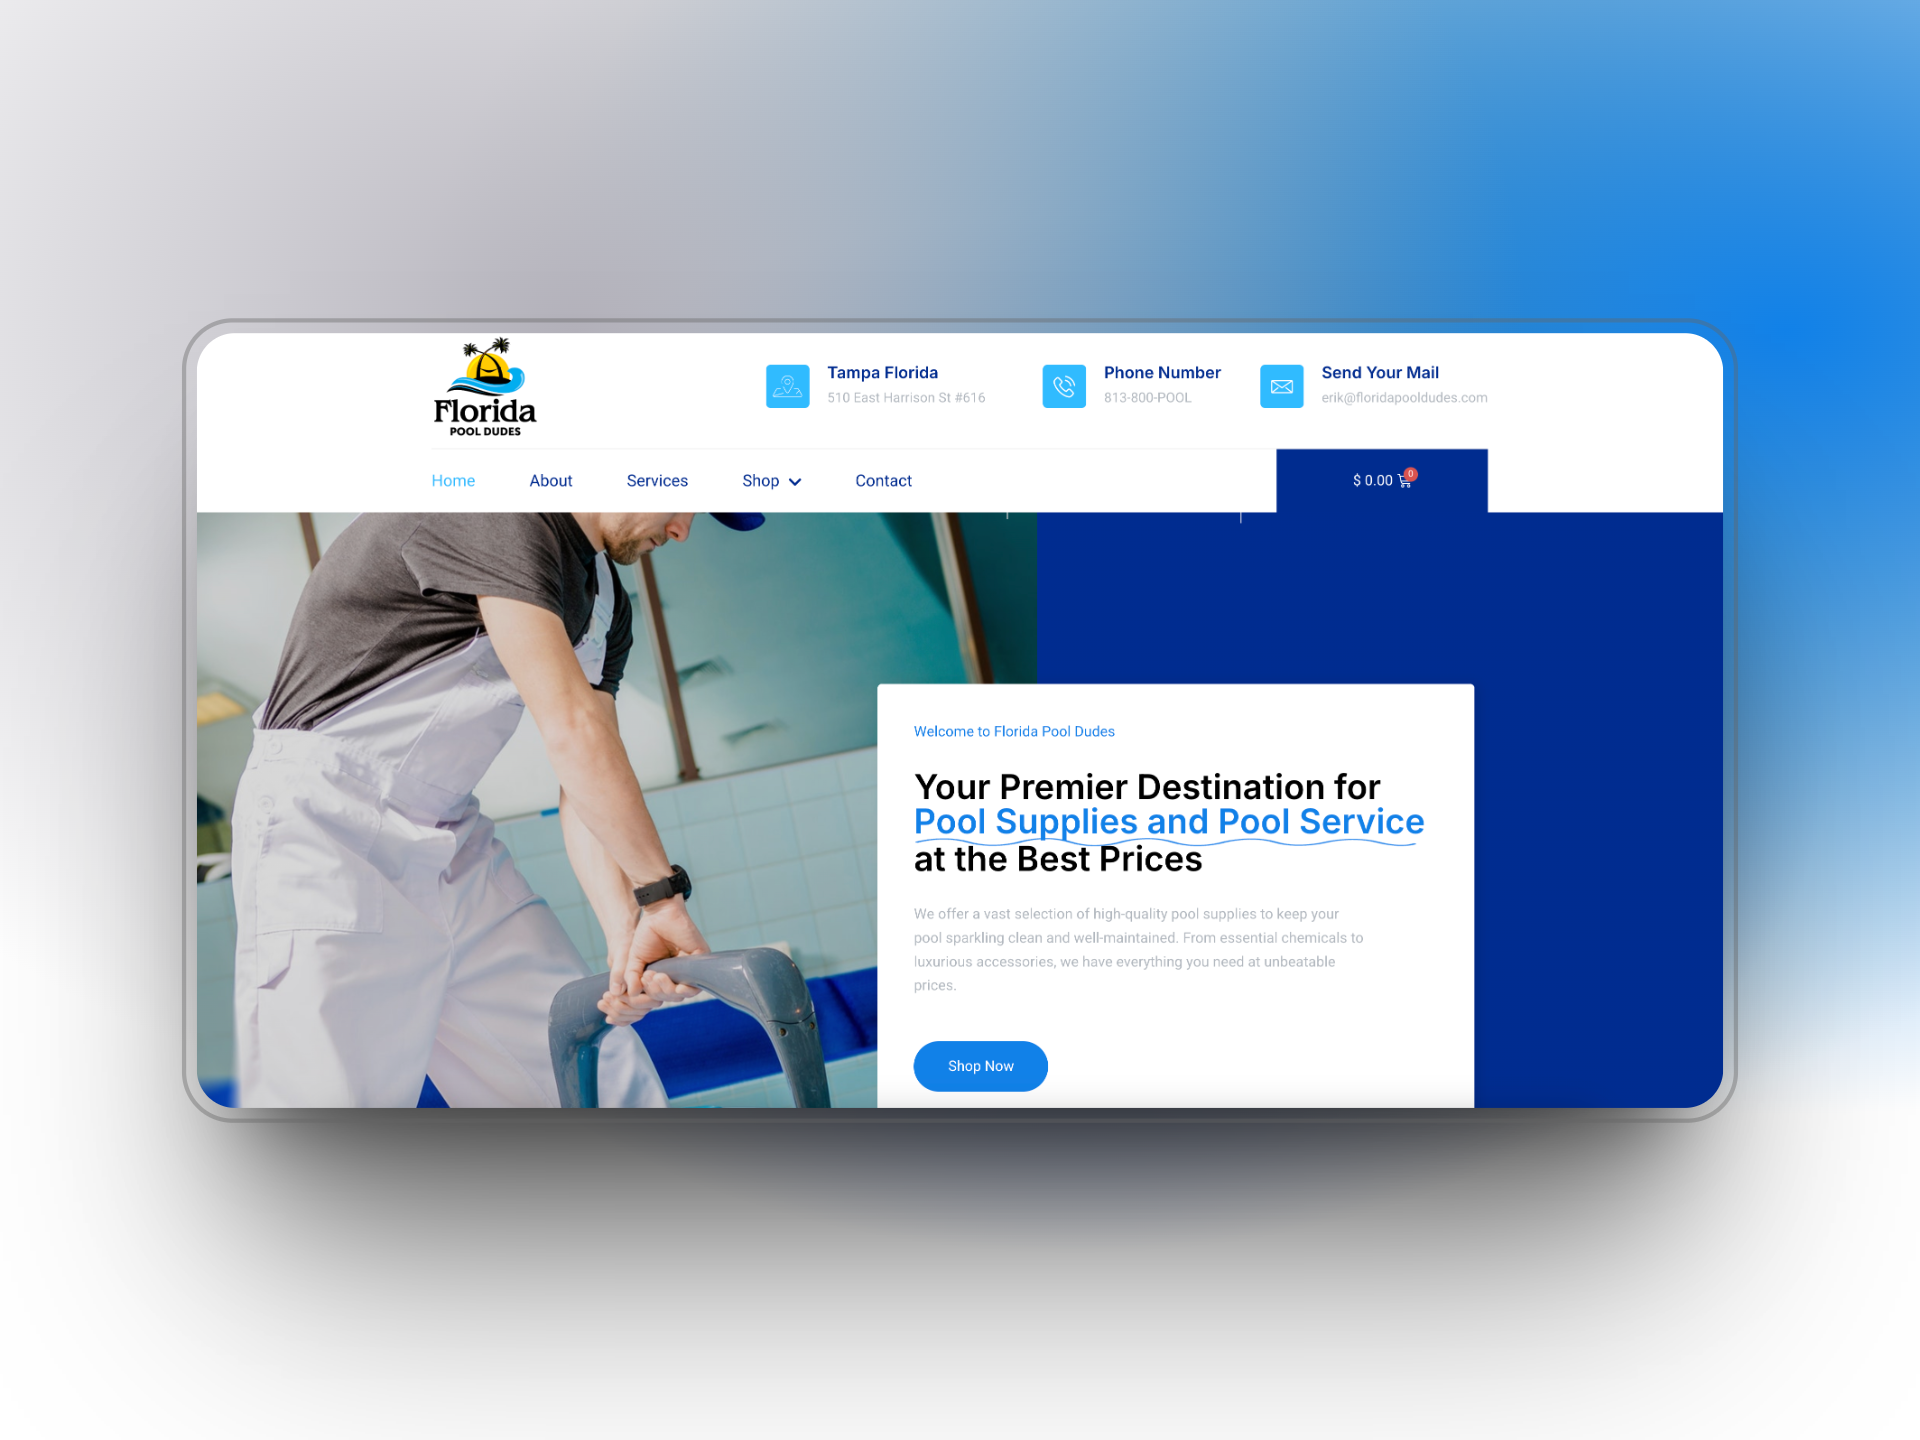 Florida
POOL DUDES
Tampa Florida
510 East Harrison St #616
Phone Number
813-800-POOL
Send Your Mail
erik@floridapooldudes.com
Home
About
Services
Shop
Contact
$ 0.00
0
Welcome to Florida Pool Dudes
Your Premier Destination for
Pool Supplies and Pool Service
at the Best Prices
We offer a vast selection of high-quality pool supplies to keep your
pool sparkling clean and well-maintained. From essential chemicals to
luxurious accessories, we have everything you need at unbeatable
prices.
Shop Now